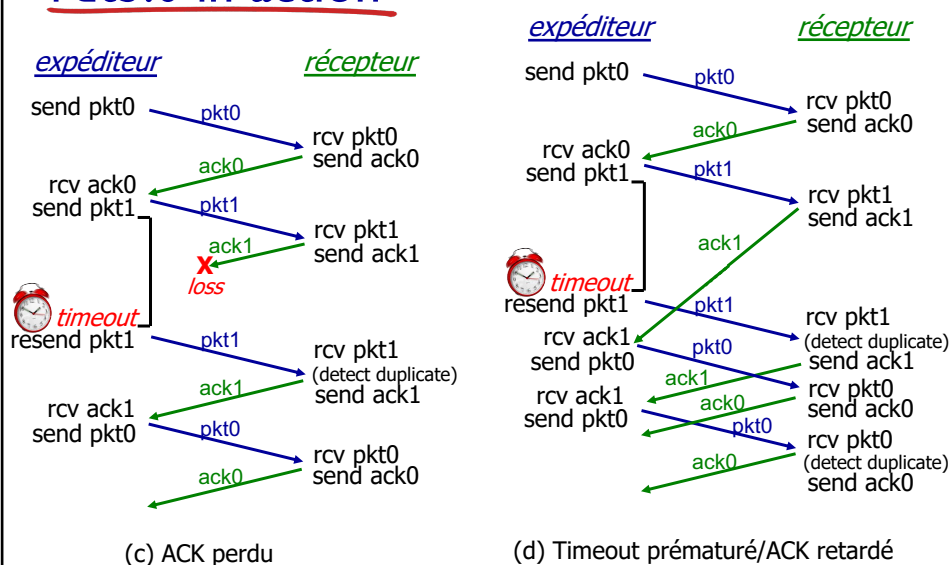 expéditeur
récepteur
send pkt0
pkt0
rcv pkt0
send ack0
ack0
rcv ack0
send pkt1
pkt1
rcv pkt1
send ack1
ack1
X
loss
timeout
resend pkt1
pkt1
rcv pkt1
(detect duplicate)
send ack1
ack1
rcv ack1
send pkt0
pkt0
rcv pkt0
send ack0
ack0
(c) ACK perdu
expéditeur
récepteur
send pkt0
pkt0
rcv pkt0
send ack0
ack0
rcv ack0
send pkt1
pkt1
rcv pkt1
send ack1
ack1
timeout
resend pkt1
pkt1
rcv pkt1
(detect duplicate)
send ack1
rcv ack1
send pkt0
pkt0
ack1
rcv pkt0
send ack0
rcv ack1
send pkt0
ack0
pkt0
rcv pkt0
(detect duplicate)
send ack0
ack0
(d) Timeout prématuré/ACK retardé